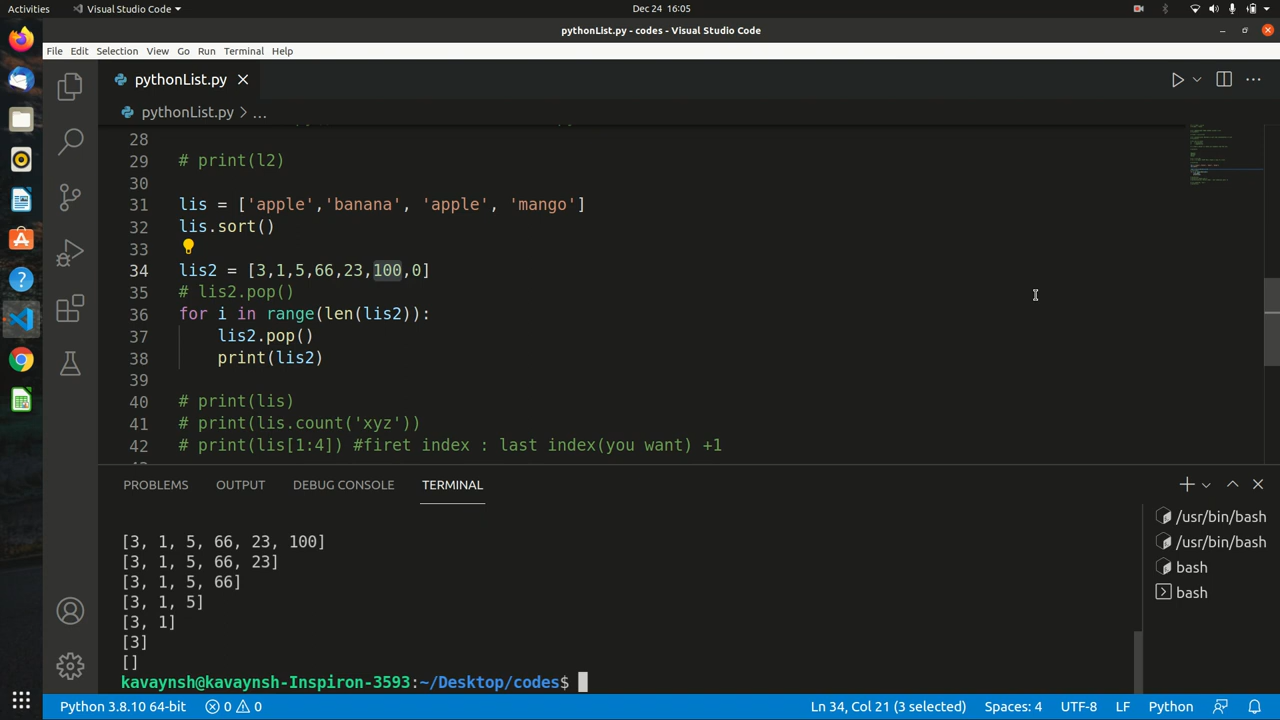 Activities
Visual Studio Code
Dec 24 16:05
pythonList.py - codes - Visual Studio Code
File Edit Selection View Go Run Terminal Help
pythonList.py
pythonList.py > ...
28
29 # print(l2)
30
31 lis = ['apple','banana', 'apple', 'mango']
32 lis.sort()
33
34 lis2 = [3,1,5,66,23,100,0]
35 # lis2.pop()
36 for i in range(len(lis2)):
37 lis2.pop()
38 print(lis2)
39
40 # print(lis)
41 # print(lis.count('xyz'))
42 # print(lis[1:4]) #firet index : last index(you want) +1
PROBLEMS OUTPUT DEBUG CONSOLE TERMINAL
[3, 1, 5, 66, 23, 100]
[3, 1, 5, 66, 23]
[3, 1, 5, 66]
[3, 1, 5]
[3, 1]
[3]
[]
kavaynsh@kavaynsh-Inspiron-3593:~/Desktop/codes$
/usr/bin/bash
/usr/bin/bash
bash
bash
Python 3.8.10 64-bit 0 0 Ln 34, Col 21 (3 selected) Spaces: 4 UTF-8 LF Python